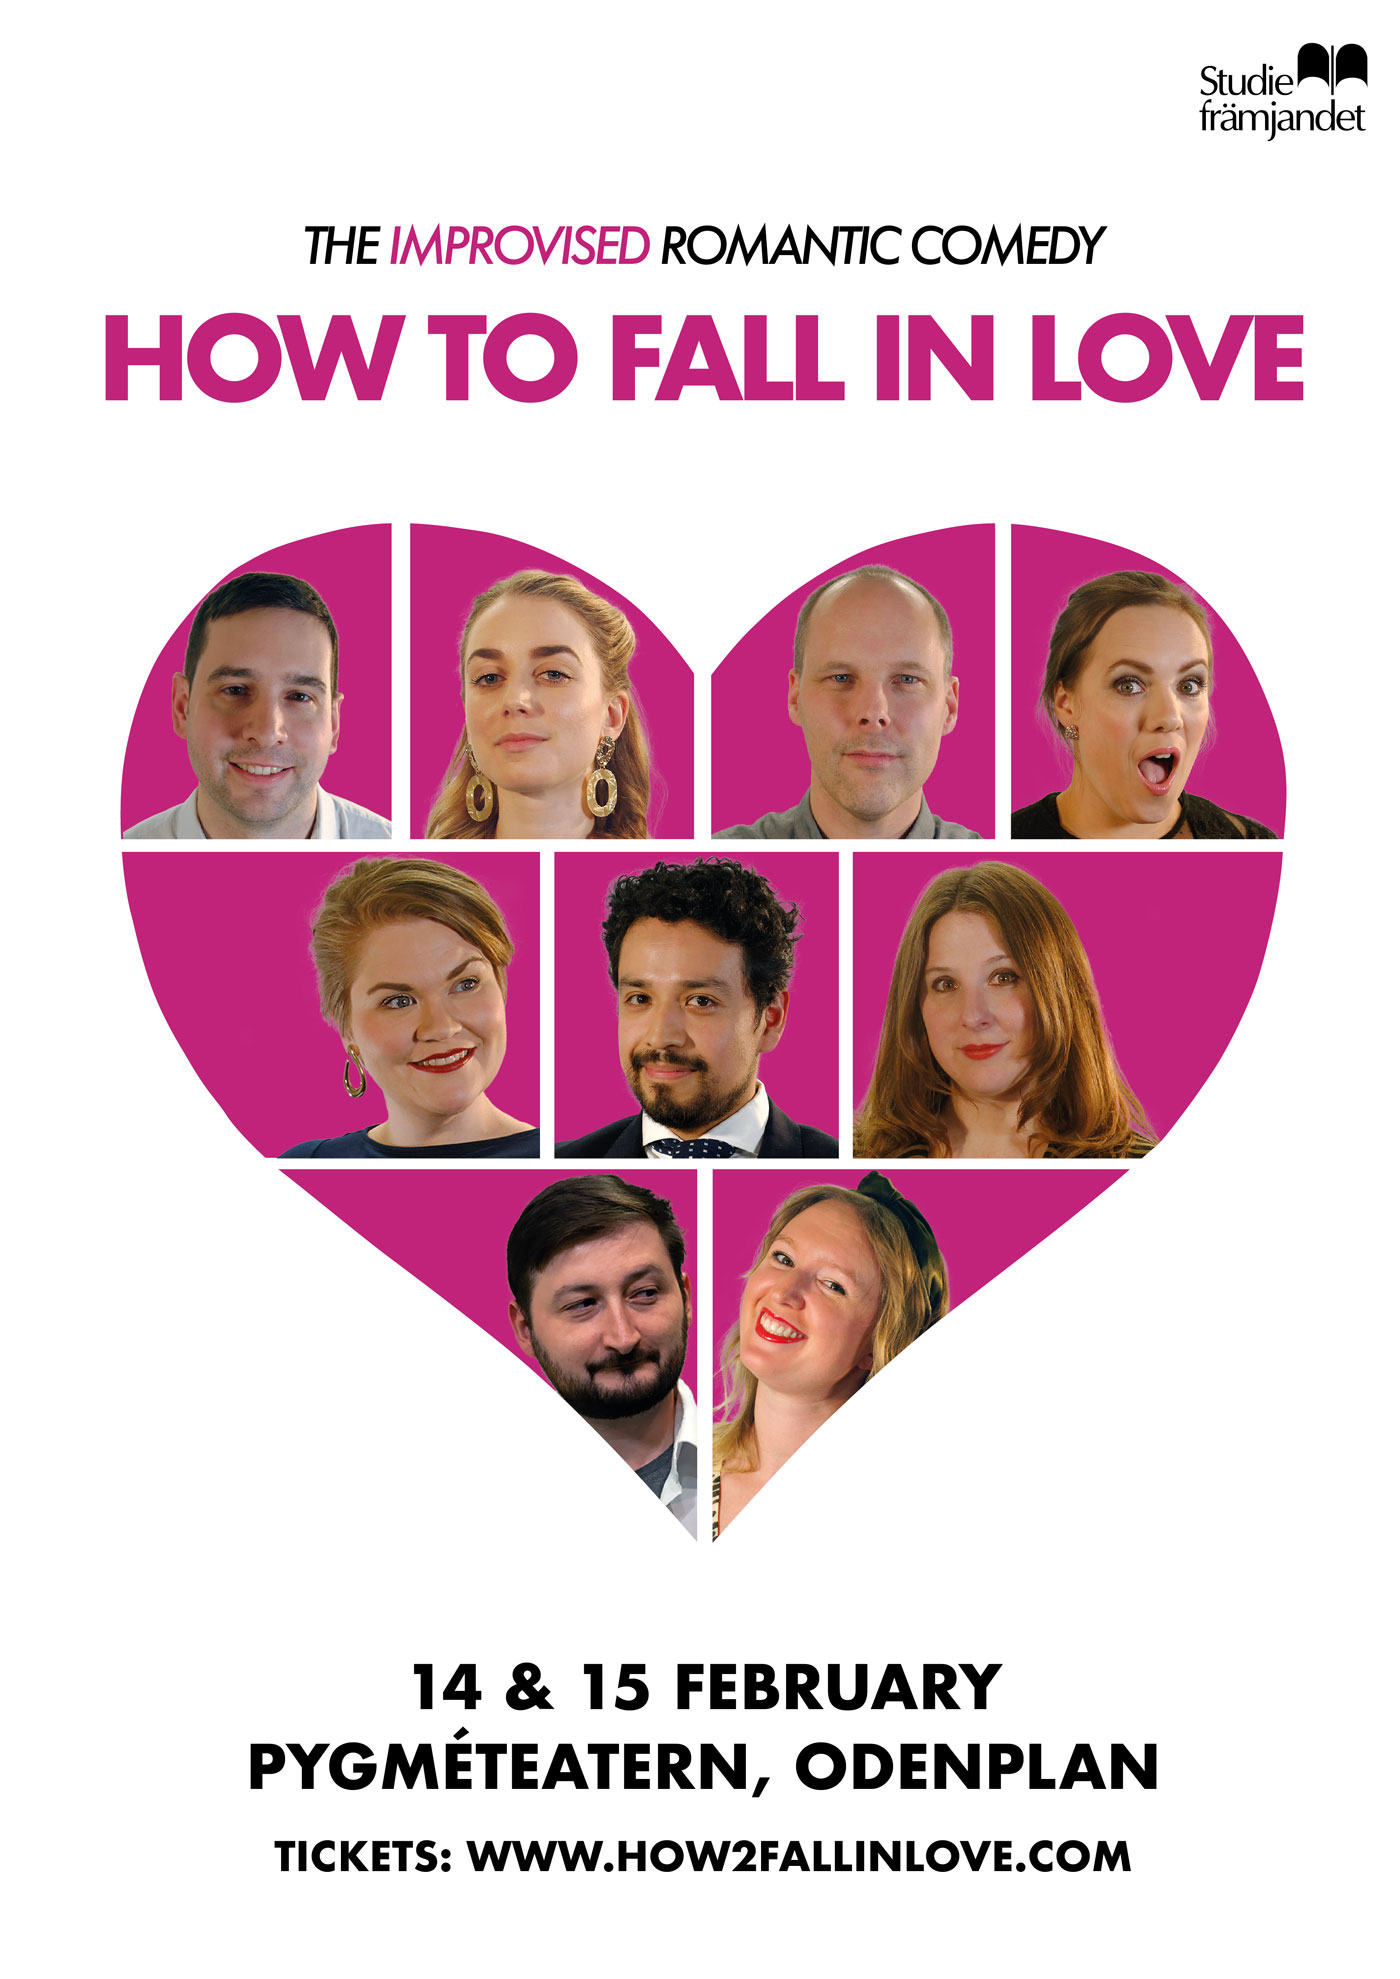 Studie
främjandet
THE IMPROVISED ROMANTIC COMEDY
HOW TO FALL IN LOVE
14 & 15 FEBRUARY
PYGMÉTEATERN, ODENPLAN
TICKETS: WWW.HOW2FALLINLOVE.COM